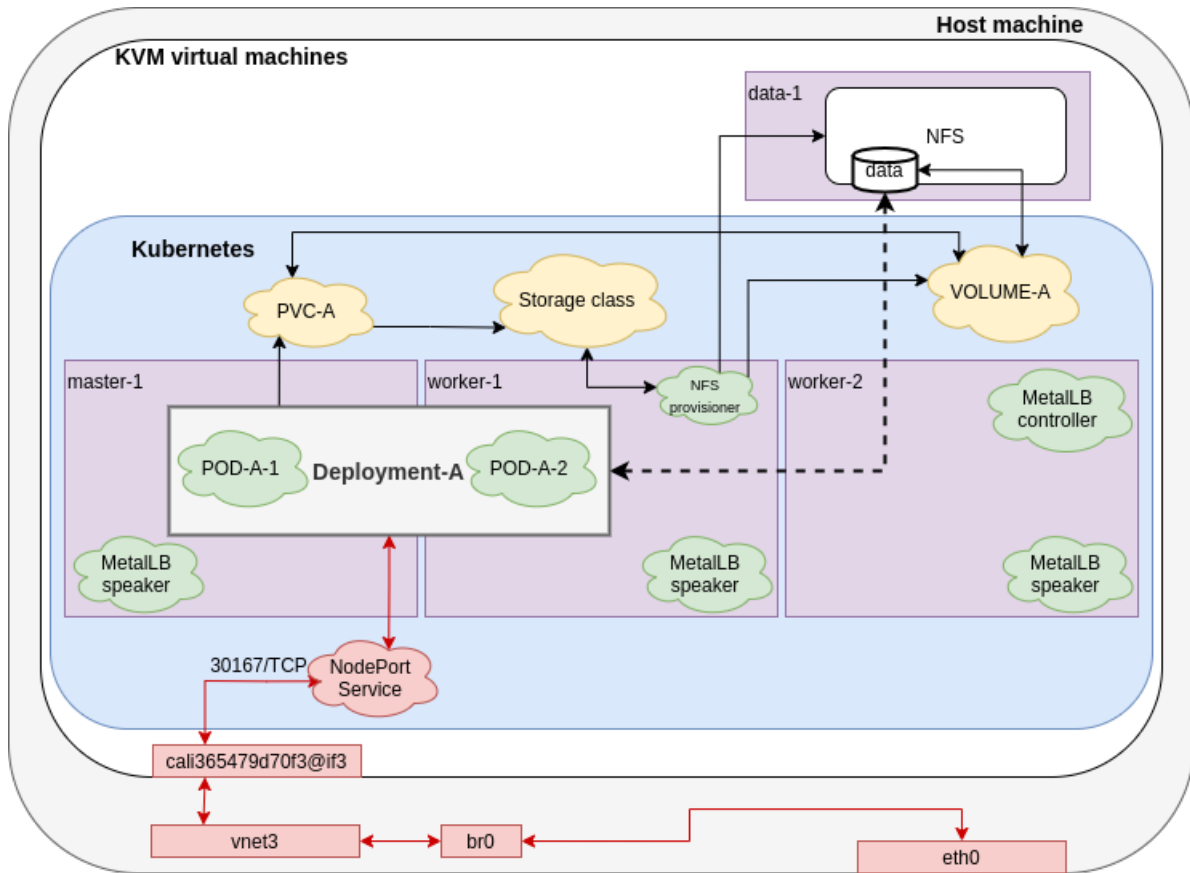 Host machine
KVM virtual machines
data-1
NFS
data
Kubernetes
PVC-A
Storage class
VOLUME-A
master-1
worker-1
worker-2
NFS
provisioner
MetalLB
controller
POD-A-1
Deployment-A
POD-A-2
MetalLB
speaker
MetalLB
speaker
MetalLB
speaker
30167/TCP
NodePort
Service
cali365479d70f3@if3
vnet3
br0
eth0